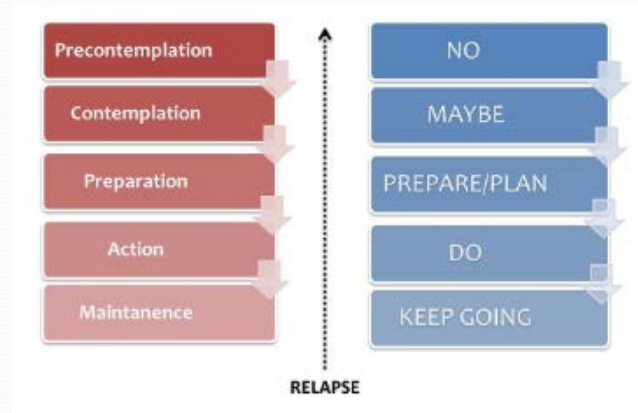 Precontemplation
Contemplation
Preparation
Action
Maintanence
NO
MAYBE
PREPARE/PLAN
DO
KEEP GOING
RELAPSE